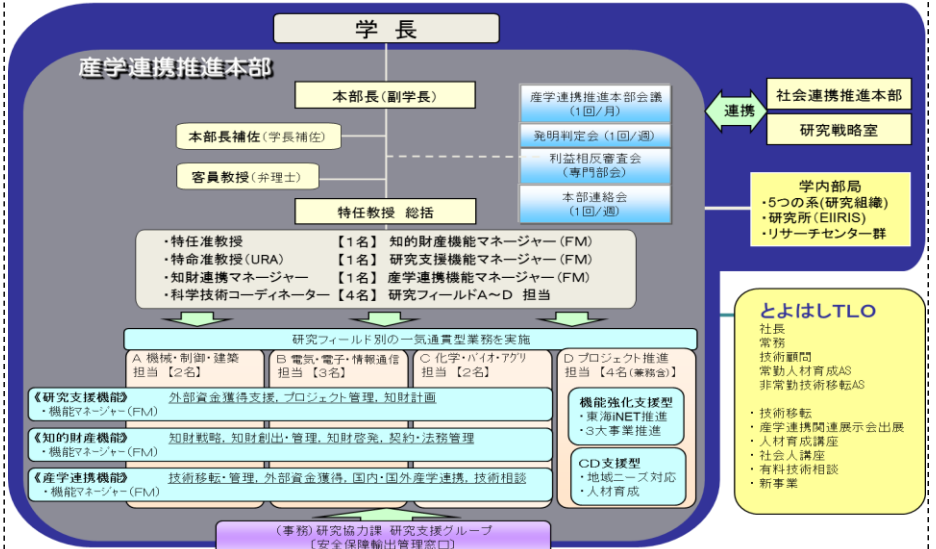 学 長
産学連携推進本部
本部長(副学長)
本部長補佐(学長補佐)
客員教授(弁理士)
特任教授 総括
産学連携推進本部会議
(1回/月)
発明判定会(1回/週)
利益相反審査会
(専門部会)
本部連絡会
(1回/週)
連携
社会連携推進本部
研究戦略室
学内部局
・5つの系(研究組織)
・研究所(EIIRIS)
・リサーチセンター群
・特任准教授 【1名】 知的財産機能マネージャー(FM)
・特命准教授(URA) 【1名】 研究支援機能マネージャー(FM)
・知財連携マネージャー 【1名】 産学連携機能マネージャー(FM)
・科学技術コーディネーター 【4名】 研究フィールドA～D 担当
研究フィールド別の一気通貫型業務を実施
A 機械・制御・建築
担当 【2名】
B 電気・電子・情報通信
担当 【3名】
C 化学・バイオ・アグリ
担当 【2名】
D プロジェクト推進
担当 【4名(兼務含)】
《研究支援機能》 外部資金獲得支援, プロジェクト管理, 知財計画
・機能マネージャー(FM)
《知的財産機能》 知財戦略, 知財創出・管理, 知財啓発, 契約・法務管理
・機能マネージャー(FM)
《産学連携機能》 技術移転・管理, 外部資金獲得, 国内・国外産学連携, 技術相談
・機能マネージャー(FM)
機能強化支援型
・東海iNET推進
・3大事業推進
CD支援型
・地域ニーズ対応
・人材育成
(事務)研究協力課 研究支援グループ
[安全保障輸出管理窓口]
とよはしTLO
社長
常務
技術顧問
常勤人材育成AS
非常勤技術移転AS
・技術移転
・産学連携関連展示会出展
・人材育成講座
・社会人講座
・有料技術相談
・新事業